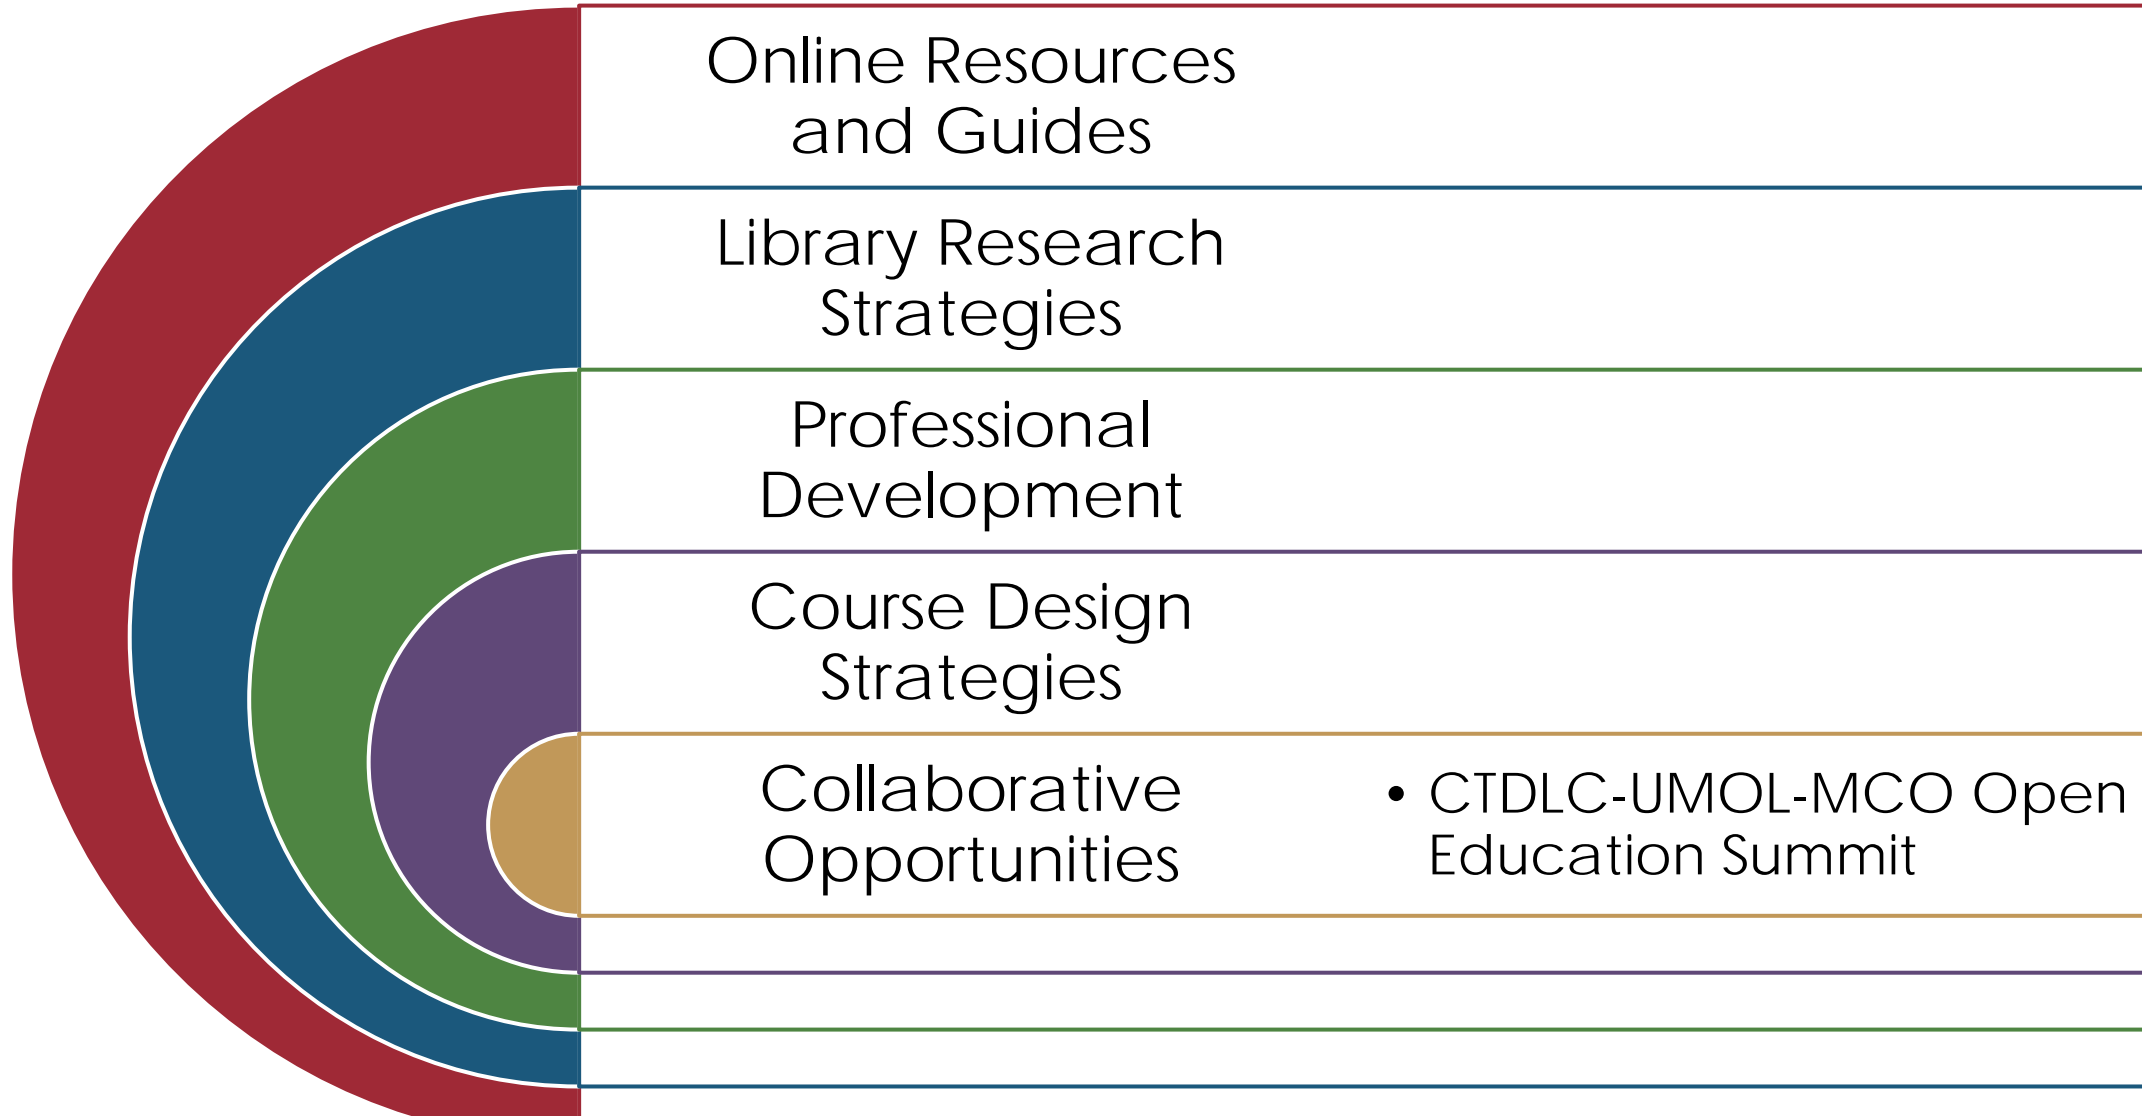 Online Resources
and Guides
Library Research
Strategies
Professional
Development
Course Design
Strategies
Collaborative
Opportunities
• CTDLC-UMOL-MCO Open
Education Summit